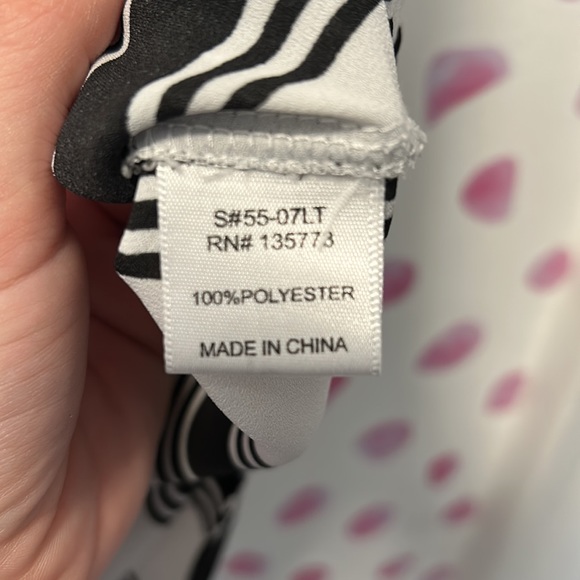 S#55-07LT
RN# 135773
100%POLYESTER
MADE IN CHINA